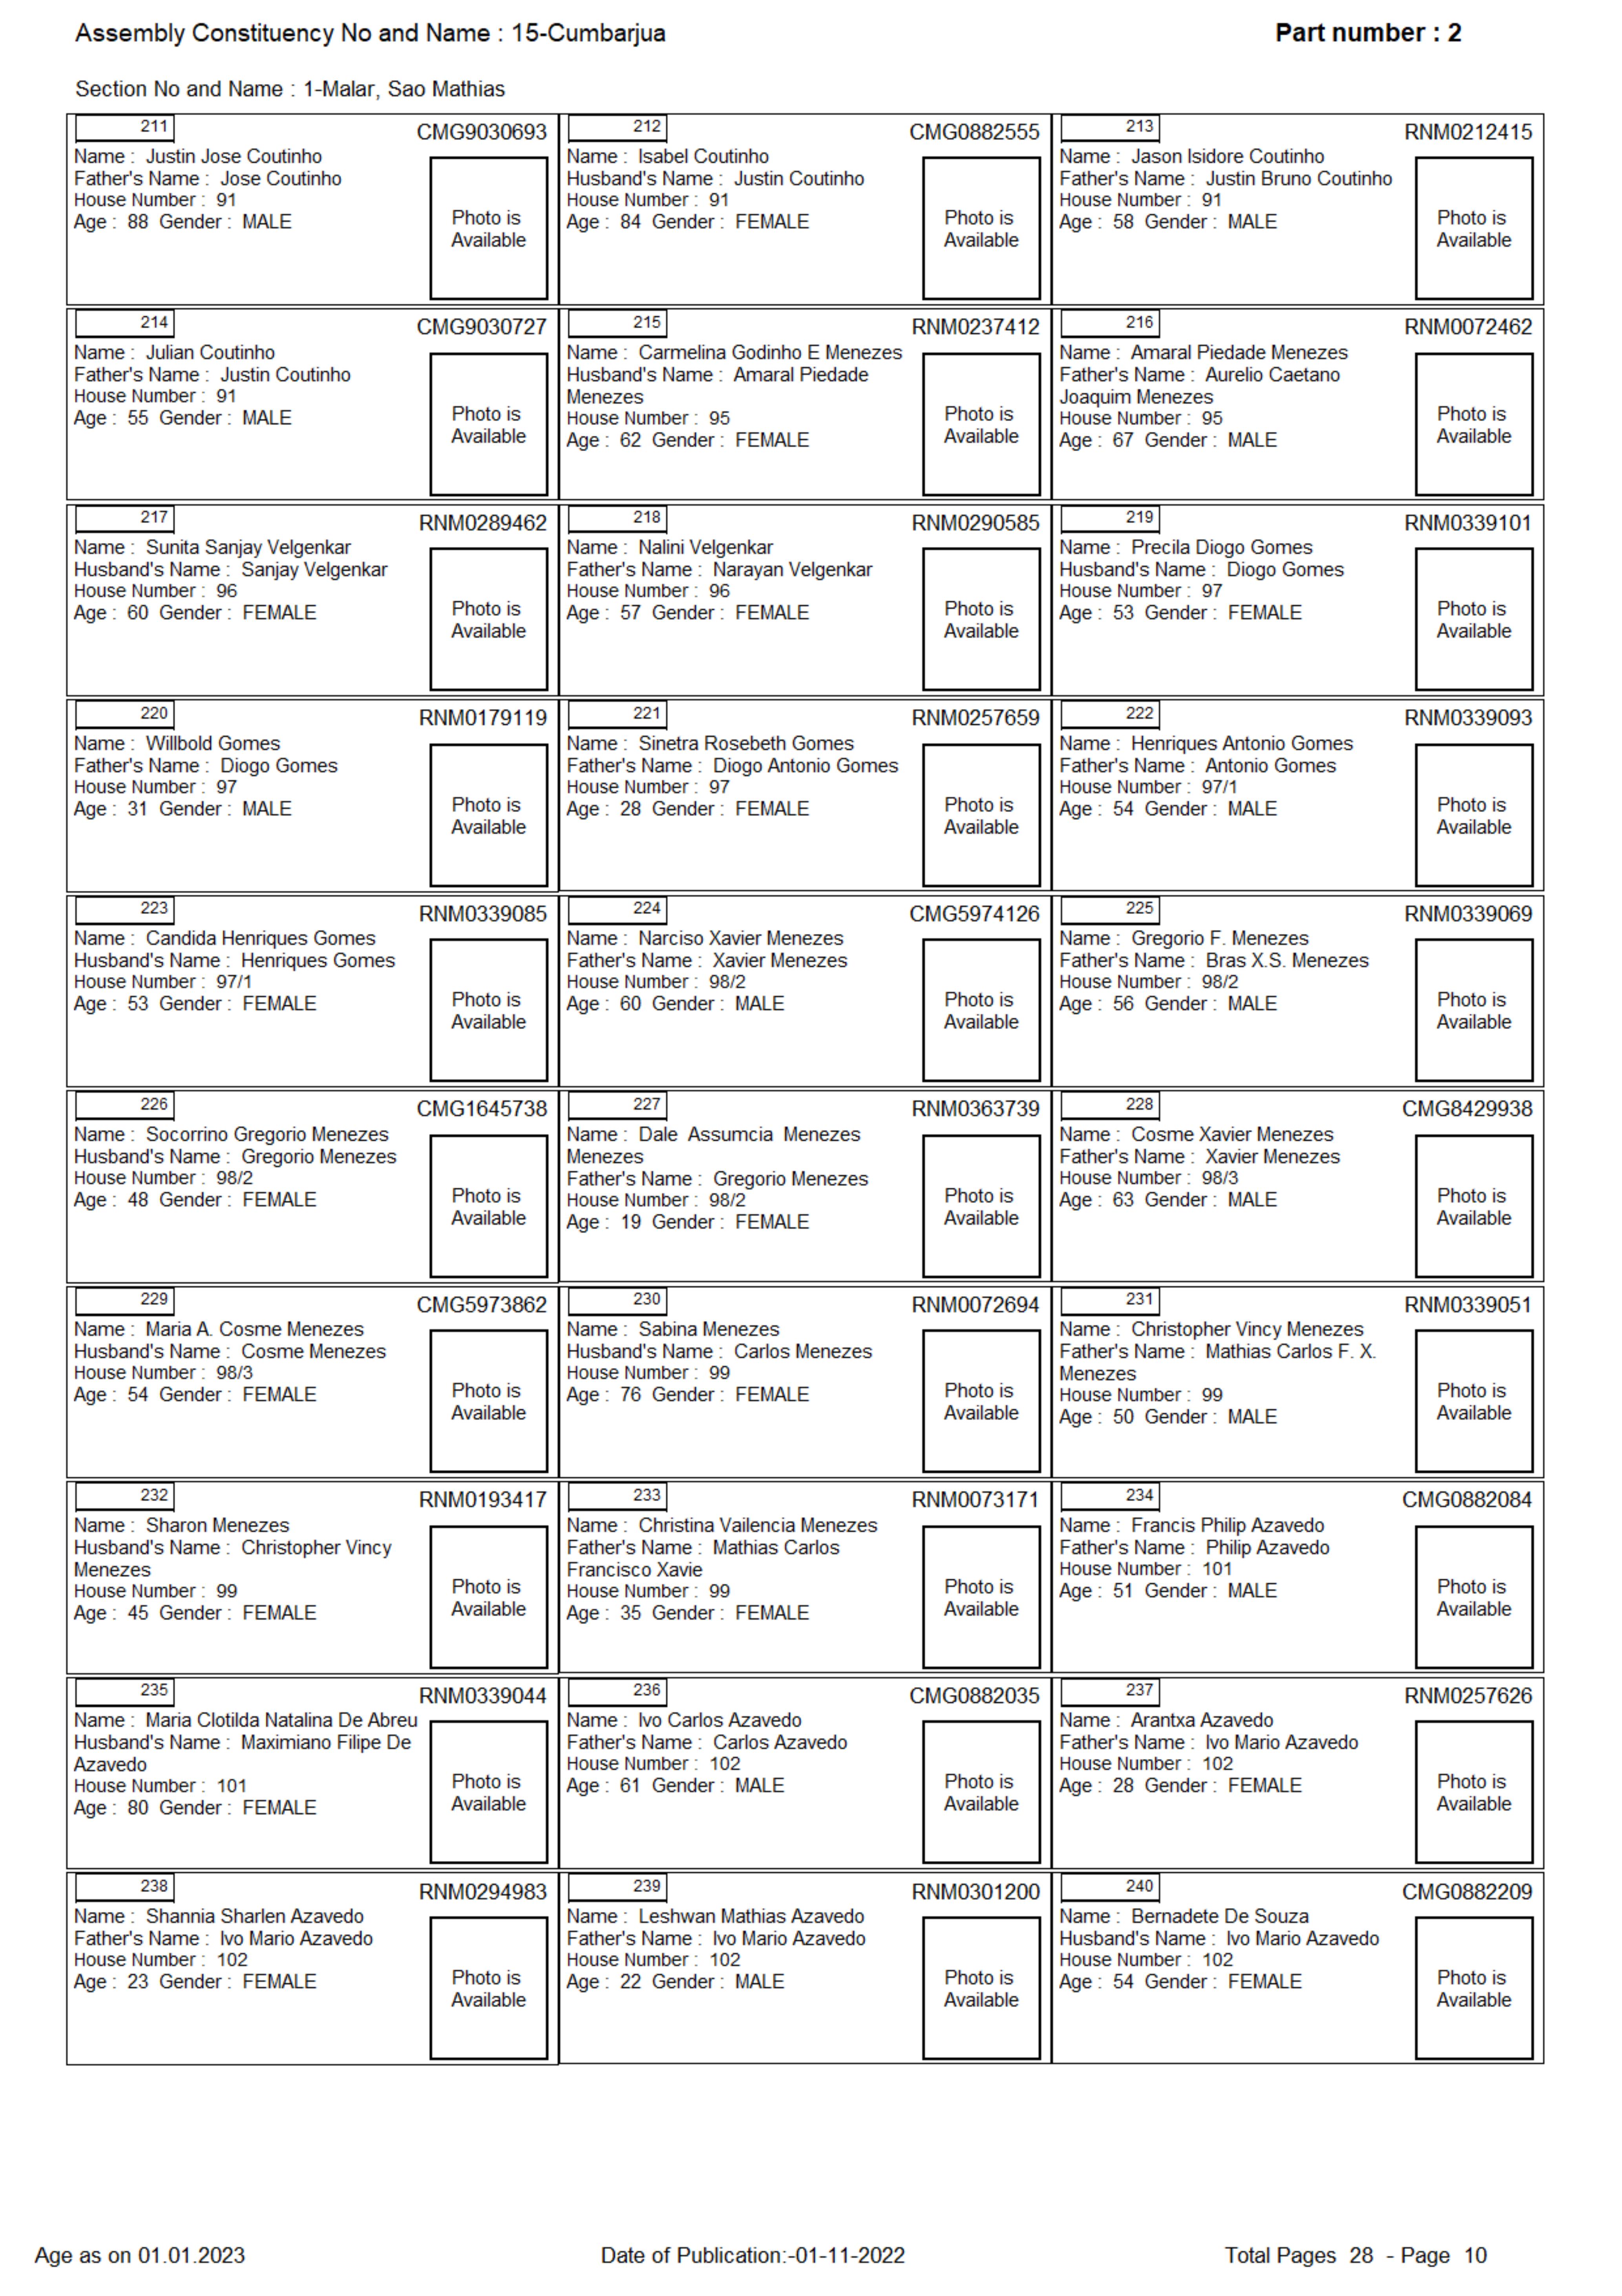 Assembly Constituency No and Name : 15-Cumbarjua
Part number : 2
Section No and Name : 1-Malar, Sao Mathias
211
CMG9030693
Name : Justin Jose Coutinho
Father's Name : Jose Coutinho
House Number : 91
Age : 88 Gender : MALE
Photo is
Available
212
CMG0882555
Name : Isabel Coutinho
Husband's Name : Justin Coutinho
House Number : 91
Age : 84 Gender : FEMALE
Photo is
Available
213
RNM0212415
Name : Jason Isidore Coutinho
Father's Name : Justin Bruno Coutinho
House Number : 91
Age : 58 Gender : MALE
Photo is
Available
214
CMG9030727
Name : Julian Coutinho
Father's Name : Justin Coutinho
House Number : 91
Age : 55 Gender : MALE
Photo is
Available
215
RNM0237412
Name : Carmelina Godinho E Menezes
Husband's Name : Amaral Piedade
Menezes
House Number : 95
Age : 62 Gender : FEMALE
Photo is
Available
216
RNM0072462
Name : Amaral Piedade Menezes
Father's Name : Aurelio Caetano
Joaquim Menezes
House Number : 95
Age : 67 Gender : MALE
Photo is
Available
217
RNM0289462
Name : Sunita Sanjay Velgenkar
Husband's Name : Sanjay Velgenkar
House Number : 96
Age : 60 Gender : FEMALE
Photo is
Available
218
RNM0290585
Name : Nalini Velgenkar
Father's Name : Narayan Velgenkar
House Number : 96
Age : 57 Gender : FEMALE
Photo is
Available
219
RNM0339101
Name : Precila Diogo Gomes
Husband's Name : Diogo Gomes
House Number : 97
Age : 53 Gender : FEMALE
Photo is
Available
220
RNM0179119
Name : Willbold Gomes
Father's Name : Diogo Gomes
House Number : 97
Age : 31 Gender : MALE
Photo is
Available
221
RNM0257659
Name : Sinetra Rosebeth Gomes
Father's Name : Diogo Antonio Gomes
House Number : 97
Age : 28 Gender : FEMALE
Photo is
Available
222
RNM0339093
Name : Henriques Antonio Gomes
Father's Name : Antonio Gomes
House Number : 97/1
Age : 54 Gender : MALE
Photo is
Available
223
RNM0339085
Name : Candida Henriques Gomes
Husband's Name : Henriques Gomes
House Number : 97/1
Age : 53 Gender : FEMALE
Photo is
Available
224
CMG5974126
Name : Narciso Xavier Menezes
Father's Name : Xavier Menezes
House Number : 98/2
Age : 60 Gender : MALE
Photo is
Available
225
RNM0339069
Name : Gregorio F. Menezes
Father's Name : Bras X.S. Menezes
House Number : 98/2
Age : 56 Gender : MALE
Photo is
Available
226
CMG1645738
Name : Socorrino Gregorio Menezes
Husband's Name : Gregorio Menezes
House Number : 98/2
Age : 48 Gender : FEMALE
Photo is
Available
227
RNM0363739
Name : Dale Assumcia Menezes
Menezes
Father's Name : Gregorio Menezes
House Number : 98/2
Age : 19 Gender : FEMALE
Photo is
Available
228
CMG8429938
Name : Cosme Xavier Menezes
Father's Name : Xavier Menezes
House Number : 98/3
Age : 63 Gender : MALE
Photo is
Available
229
CMG5973862
Name : Maria A. Cosme Menezes
Husband's Name : Cosme Menezes
House Number : 98/3
Age : 54 Gender : FEMALE
Photo is
Available
230
RNM0072694
Name : Sabina Menezes
Husband's Name : Carlos Menezes
House Number : 99
Age : 76 Gender : FEMALE
Photo is
Available
231
RNM0339051
Name : Christopher Vincy Menezes
Father's Name : Mathias Carlos F. X.
Menezes
House Number : 99
Age : 50 Gender : MALE
Photo is
Available
232
RNM0193417
Name : Sharon Menezes
Husband's Name : Christopher Vincy
Menezes
House Number : 99
Age : 45 Gender : FEMALE
Photo is
Available
233
RNM0073171
Name : Christina Vailencia Menezes
Father's Name : Mathias Carlos
Francisco Xavie
House Number : 99
Age : 35 Gender : FEMALE
Photo is
Available
234
CMG0882084
Name : Francis Philip Azavedo
Father's Name : Philip Azavedo
House Number : 101
Age : 51 Gender : MALE
Photo is
Available
235
RNM0339044
Name : Maria Clotilda Natalina De Abreu
Husband's Name : Maximiano Filipe De
Azavedo
House Number : 101
Age : 80 Gender : FEMALE
Photo is
Available
236
CMG0882035
Name : Ivo Carlos Azavedo
Father's Name : Carlos Azavedo
House Number : 102
Age : 61 Gender : MALE
Photo is
Available
237
RNM0257626
Name : Arantxa Azavedo
Father's Name : Ivo Mario Azavedo
House Number : 102
Age : 28 Gender : FEMALE
Photo is
Available
238
RNM0294983
Name : Shannia Sharlen Azavedo
Father's Name : Ivo Mario Azavedo
House Number : 102
Age : 23 Gender : FEMALE
Photo is
Available
239
RNM0301200
Name : Leshwan Mathias Azavedo
Father's Name : Ivo Mario Azavedo
House Number : 102
Age : 22 Gender : MALE
Photo is
Available
240
CMG0882209
Name : Bernadete De Souza
Husband's Name : Ivo Mario Azavedo
House Number : 102
Age : 54 Gender : FEMALE
Photo is
Available
Age as on 01.01.2023
Date of Publication:-01-11-2022
Total Pages 28 - Page 10